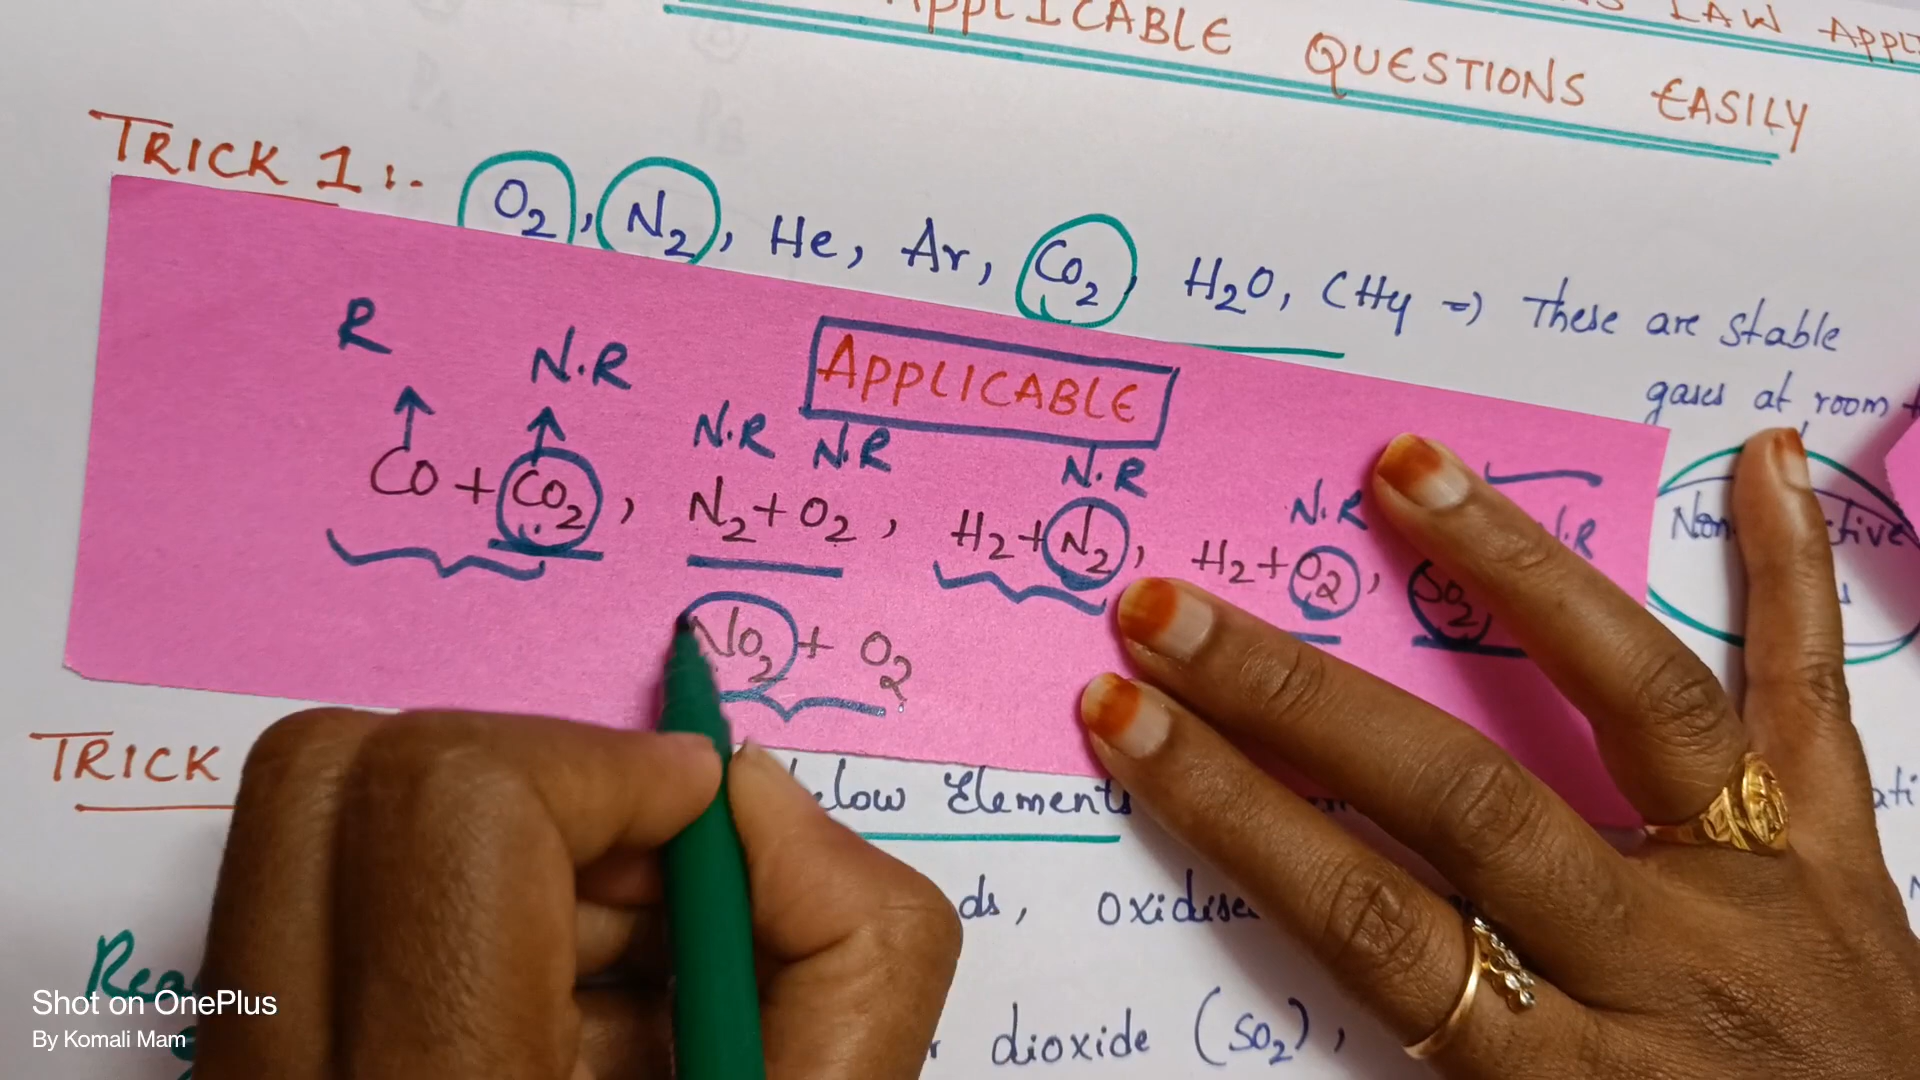 LAW
APPLICABLE QUESTIONS EASILY
TRICK 1:-
O2, N2, He, Ar, CO2, H2O, CH4 => These are stable
gases at room
R
N.R
APPLICABLE
N.R N.R N.R N.R N.R
CO + CO2, N2 + O2, H2 + N2, H2 + O2, SO2
NO2 + O2
TRICK
Elements
ds, oxidise
dioxide (SO2),
Shot on OnePlus
By Komali Mam